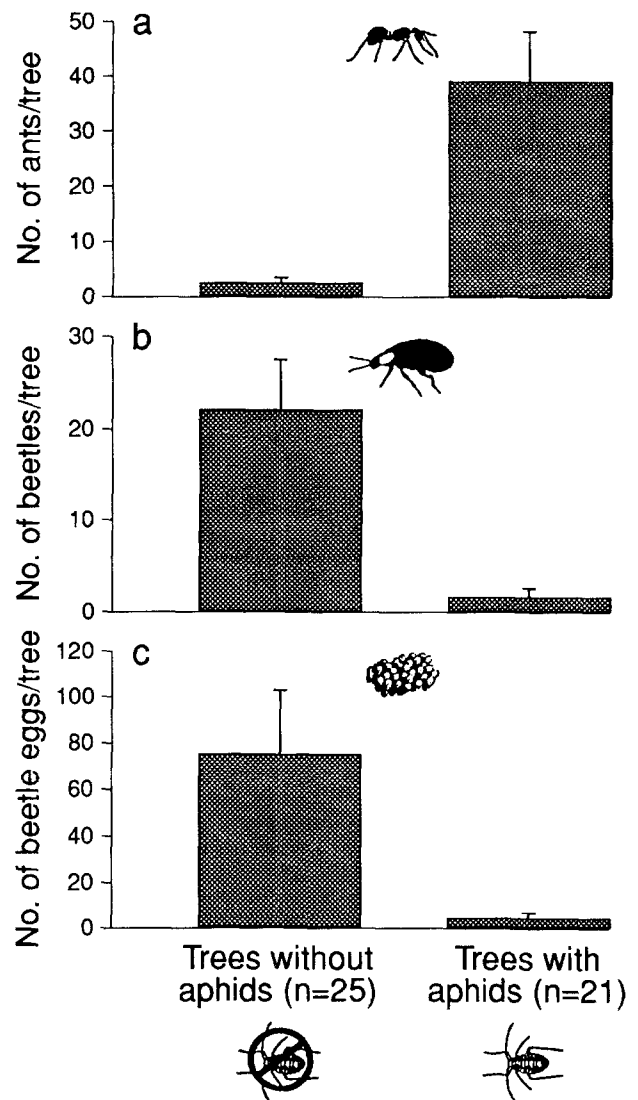 a
No. of ants/tree
50
40
30
20
10
0
b
No. of beetles/tree
30
20
10
0
c
No. of beetle eggs/tree
120
100
80
60
40
20
0
Trees without
aphids (n=25)
Trees with
aphids (n=21)